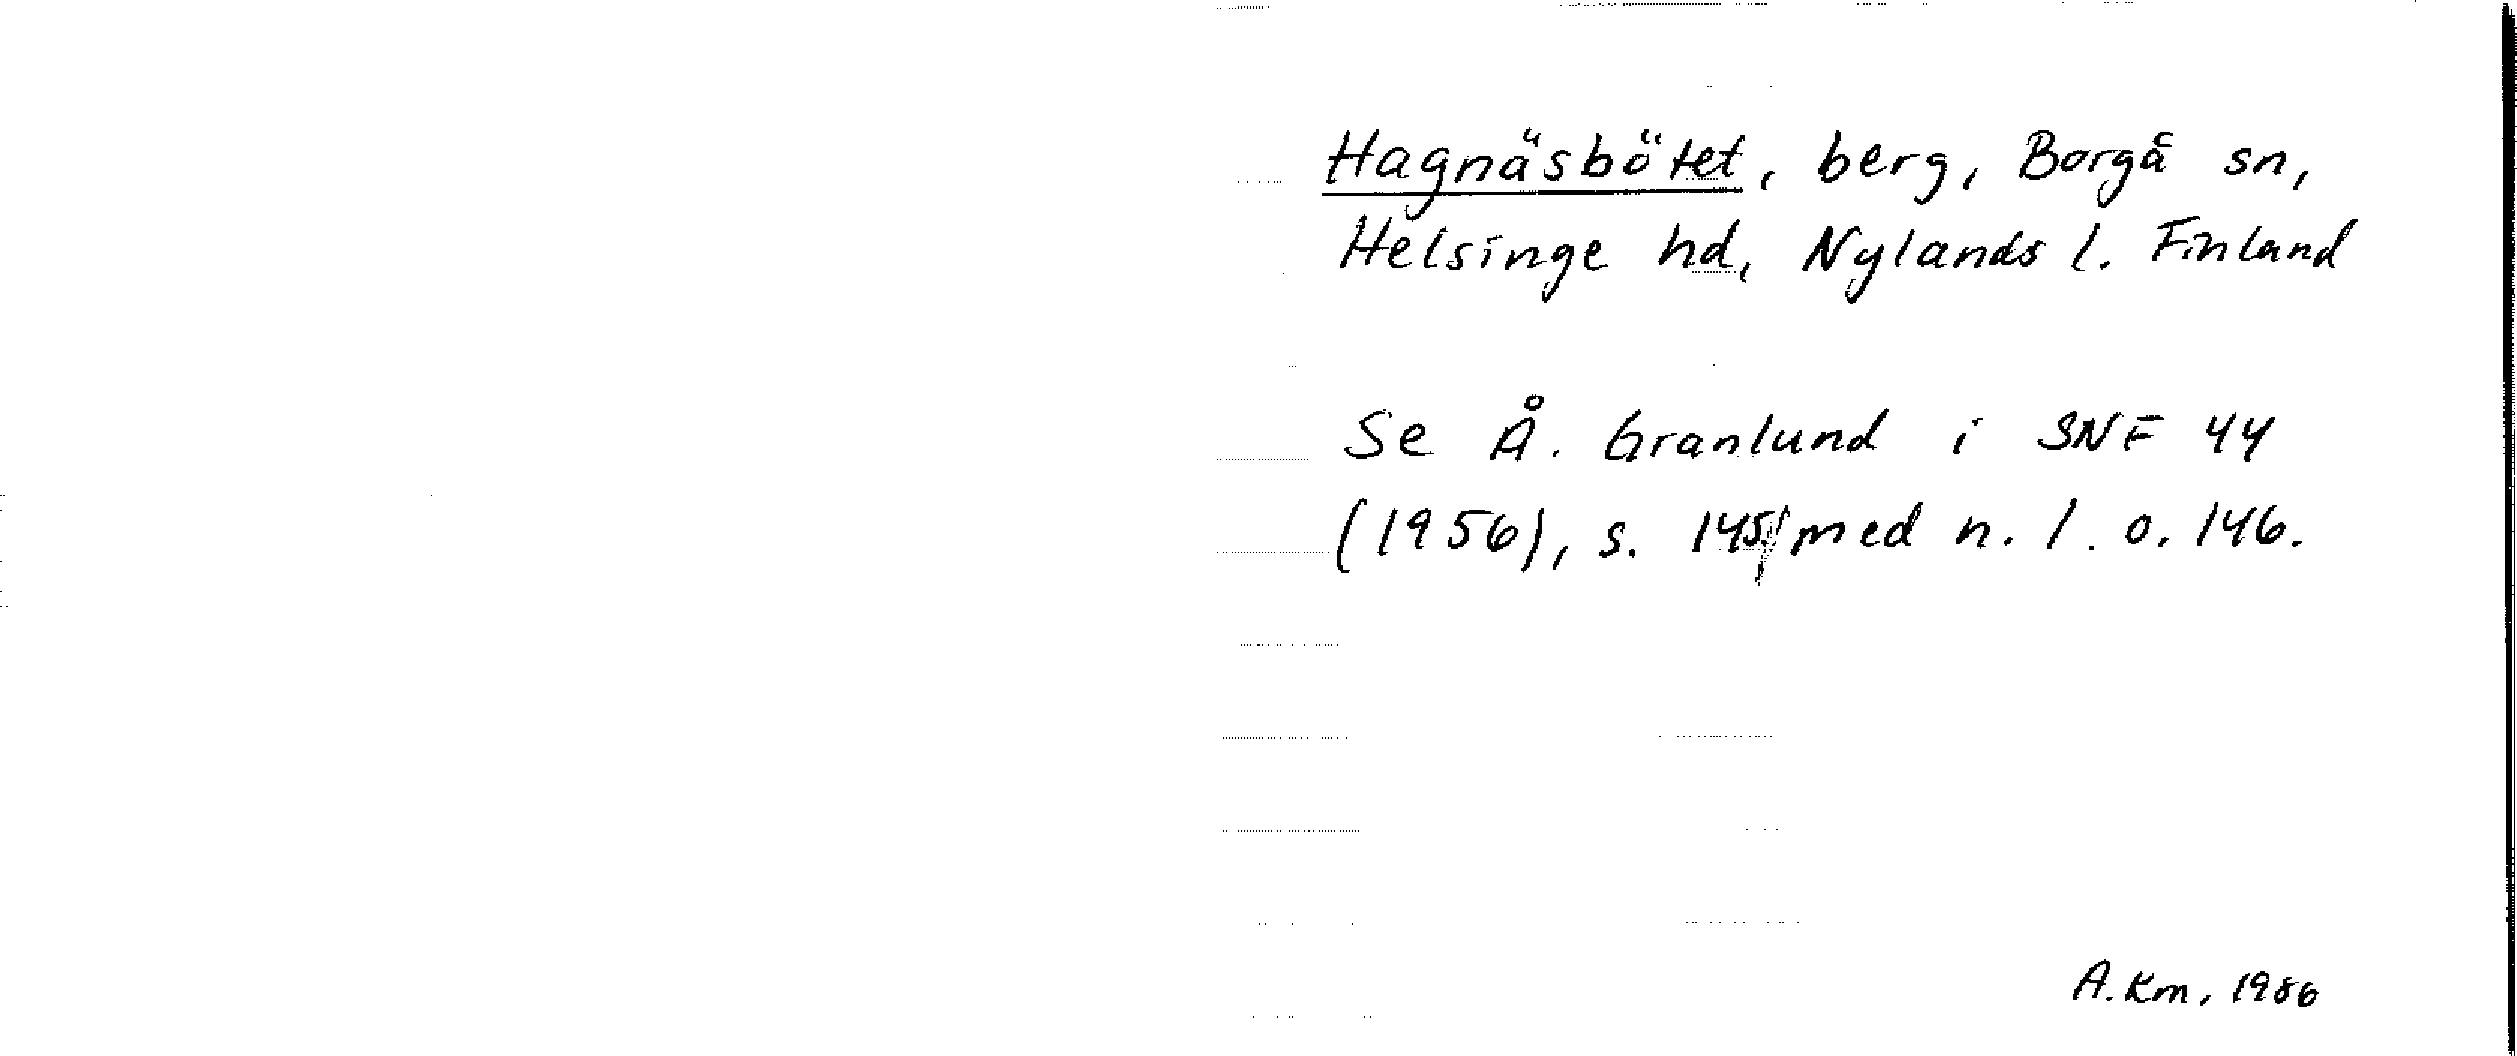 Hagnäsbötet, berg, Borgå sn,
Helsinge hd, Nylands l. Finland
Se Å. Granlund i SNF 44
(1956), s. 145 med n. 1. o. 146.
A. Km, 1986